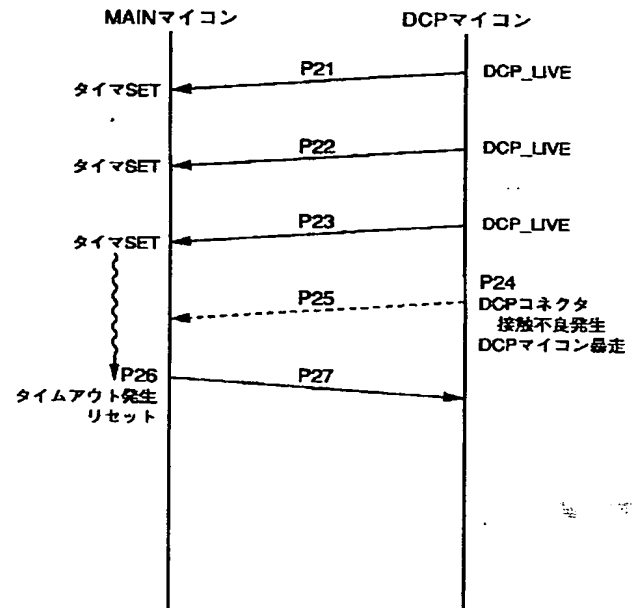 MAINマイコン
DCPマイコン
P21
DCP_LIVE
タイマSET
P22
DCP_LIVE
タイマSET
P23
DCP_LIVE
タイマSET
P24
P25
DCPコネクタ
接触不良発生
DCPマイコン暴走
P26
P27
タイムアウト発生
リセット